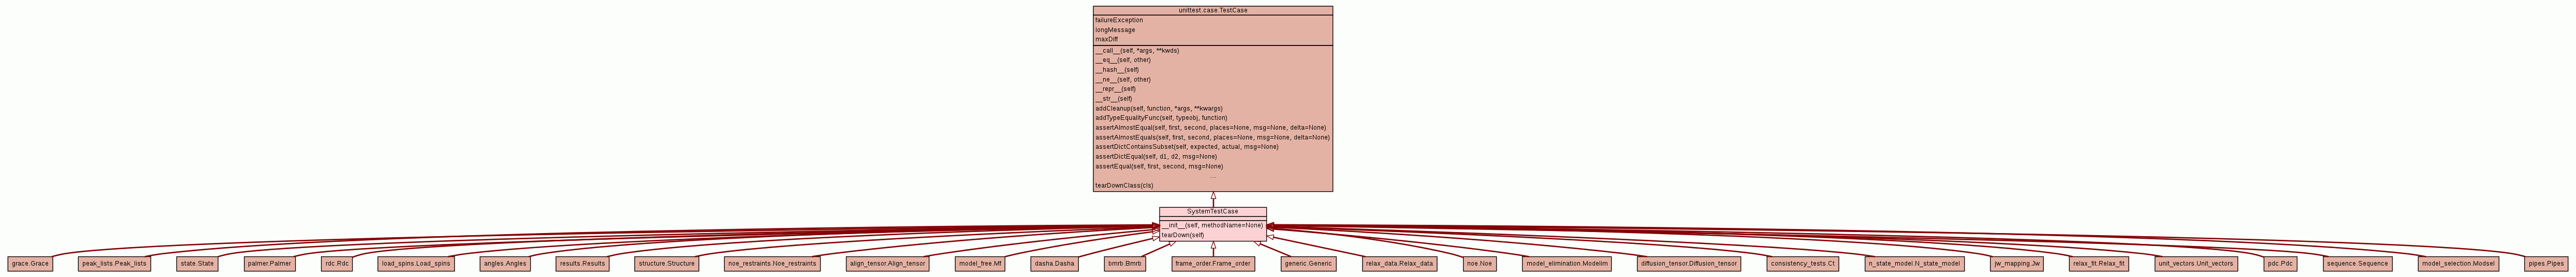 unittest.case.TestCase
failureException
longMessage
maxDiff
__call__(self, *args, **kwds)
__eq__(self, other)
__hash__(self)
__ne__(self, other)
__repr__(self)
__str__(self)
addCleanup(self, function, *args, **kwargs)
addTypeEqualityFunc(self, typeobj, function)
assertAlmostEqual(self, first, second, places=None, msg=None, delta=None)
assertAlmostEquals(self, first, second, places=None, msg=None, delta=None)
assertDictContainsSubset(self, expected, actual, msg=None)
assertDictEqual(self, d1, d2, msg=None)
assertEqual(self, first, second, msg=None)
...
tearDownClass(cls)
SystemTestCase
__init__(self, methodName=None)
tearDown(self)
grace.Grace
peak_lists.Peak_lists
state.State
palmer.Palmer
rdc.Rdc
load_spins.Load_spins
angles.Angles
results.Results
structure.Structure
noe_restraints.Noe_restraints
align_tensor.Align_tensor
model_free.Mf
dasha.Dasha
bmrb.Bmrb
frame_order.Frame_order
generic.Generic
relax_data.Relax_data
noe.Noe
model_elimination.Modelim
diffusion_tensor.Diffusion_tensor
consistency_tests.Ct
n_state_model.N_state_model
jw_mapping.Jw
relax_fit.Relax_fit
unit_vectors.Unit_vectors
pdc.Pdc
sequence.Sequence
model_selection.Modsel
pipes.Pipes